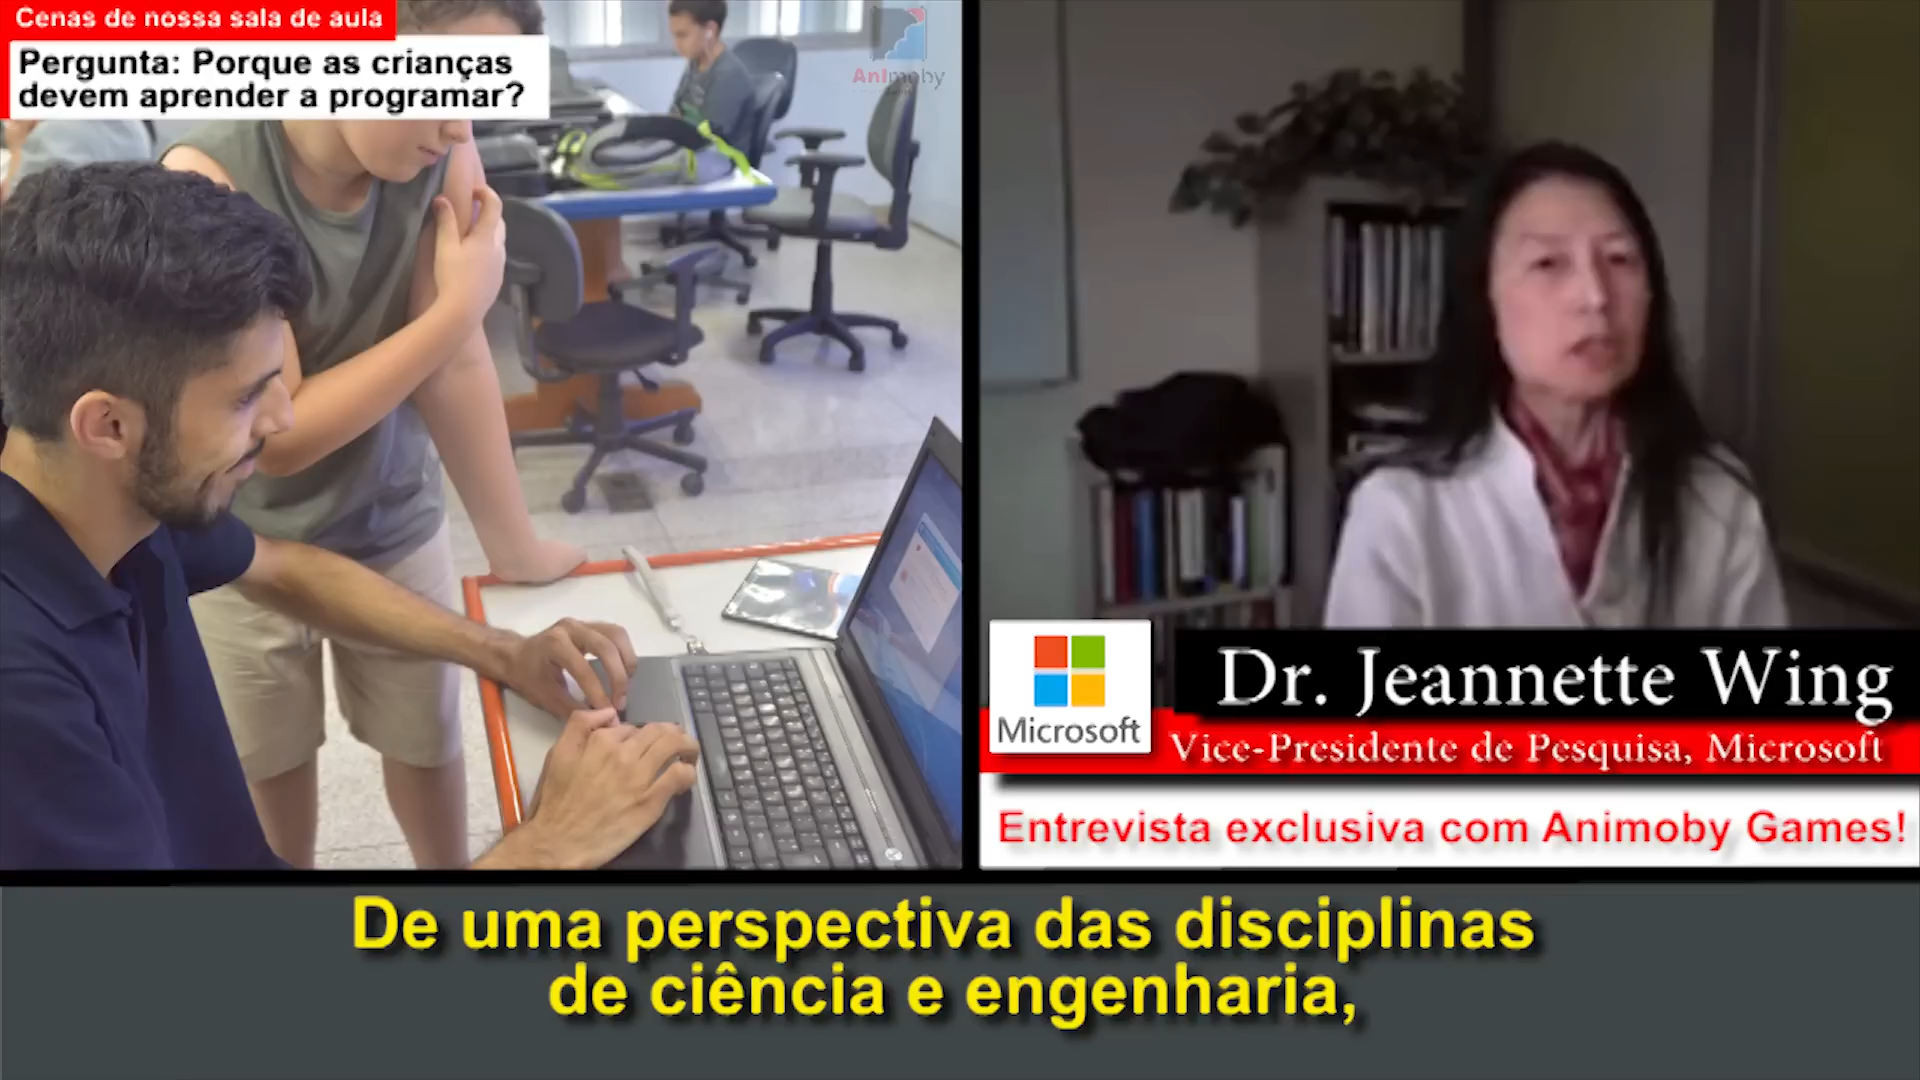 Cenas de nossa sala de aula
Pergunta: Porque as crianças
devem aprender a programar?
Animoby
Dr. Jeannette Wing
Microsoft
Vice-Presidente de Pesquisa, Microsoft
Entrevista exclusiva com Animoby Games!
De uma perspectiva das disciplinas
de ciência e engenharia,